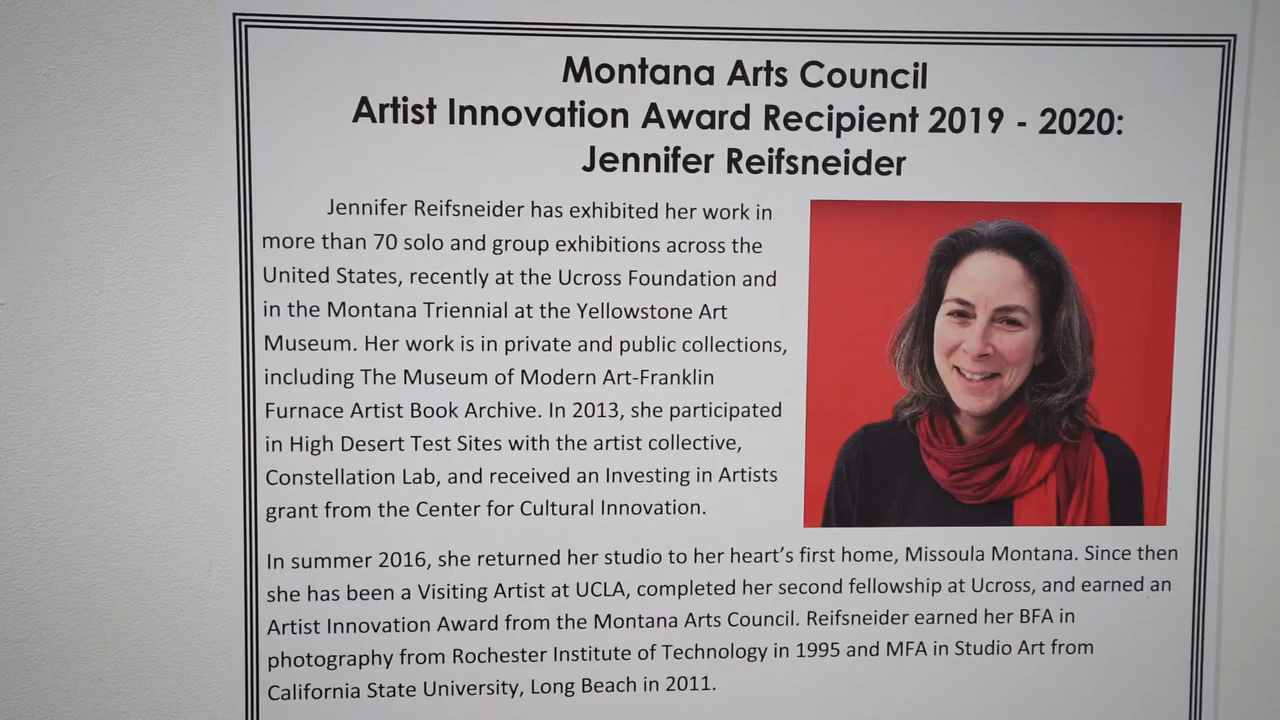 Montana Arts Council
Artist Innovation Award Recipient 2019 - 2020:
Jennifer Reifsneider
Jennifer Reifsneider has exhibited her work in
more than 70 solo and group exhibitions across the
United States, recently at the Ucross Foundation and
in the Montana Triennial at the Yellowstone Art
Museum. Her work is in private and public collections,
including The Museum of Modern Art-Franklin
Furnace Artist Book Archive. In 2013, she participated
in High Desert Test Sites with the artist collective,
Constellation Lab, and received an Investing in Artists
grant from the Center for Cultural Innovation.
In summer 2016, she returned her studio to her heart's first home, Missoula Montana. Since then
she has been a Visiting Artist at UCLA, completed her second fellowship at Ucross, and earned an
Artist Innovation Award from the Montana Arts Council. Reifsneider earned her BFA in
photography from Rochester Institute of Technology in 1995 and MFA in Studio Art from
California State University, Long Beach in 2011.